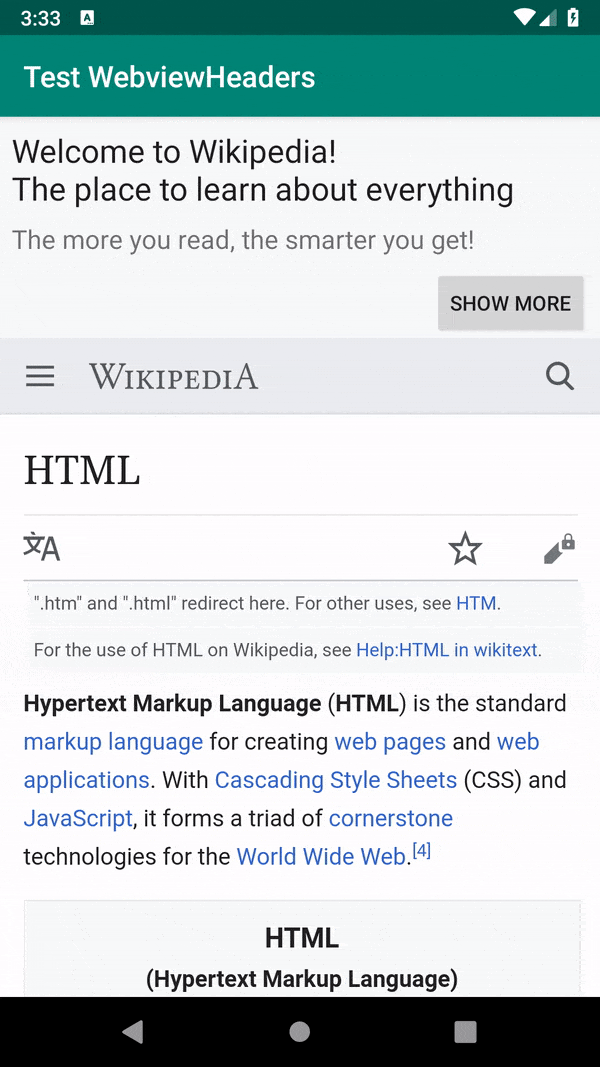 3:33
Test WebviewHeaders
Welcome to Wikipedia!
The place to learn about everything
The more you read, the smarter you get!
SHOW MORE
WIKIPEDIA
HTML
文A
".htm" and ".html" redirect here. For other uses, see HTM.
For the use of HTML on Wikipedia, see Help:HTML in wikitext.
Hypertext Markup Language (HTML) is the standard
markup language for creating web pages and web
applications. With Cascading Style Sheets (CSS) and
JavaScript, it forms a triad of cornerstone
technologies for the World Wide Web.[4]
HTML
(Hypertext Markup Language)